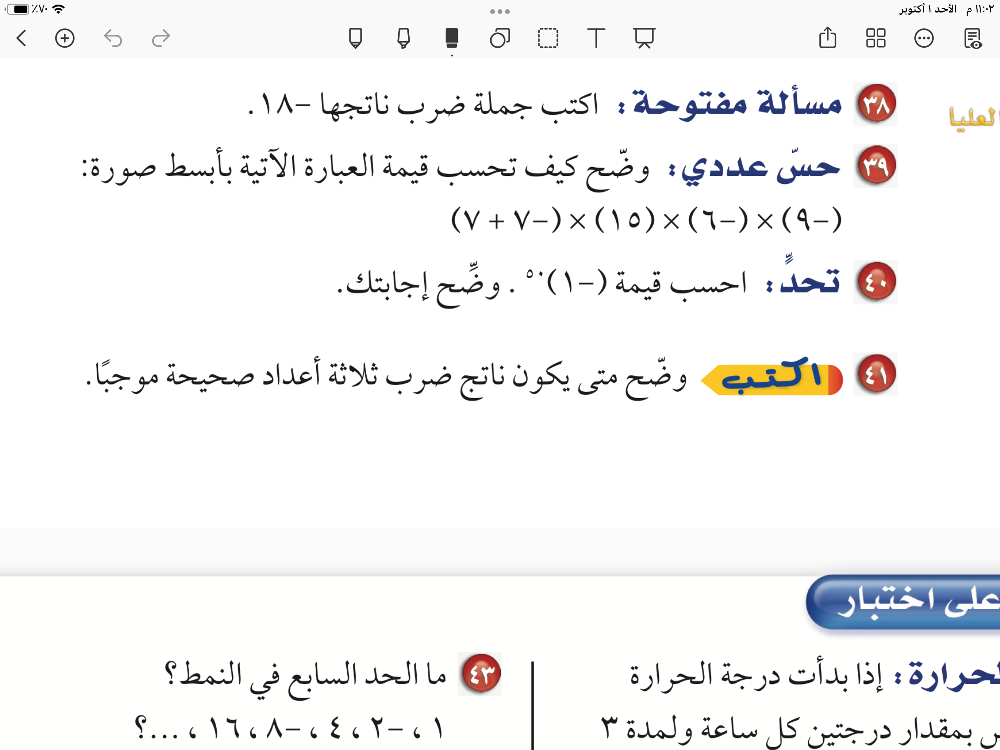 ١١:٠٢ م الأحد ١ أكتوبر
٧٠٪
العليا
٣٨ مسألة مفتوحة: اكتب جملة ضرب ناتجها −١٨.
٣٩ حسّ عددي: وضّح كيف تحسب قيمة العبارة الآتية بأبسط صورة:
(−٩) × (−٦) × (١٥) × (−٧ + ٧)
٤٠ تحدٍّ: احسب قيمة (−١)^٥٠. وضِّح إجابتك.
٤١ اكتب وضّح متى يكون ناتج ضرب ثلاثة أعداد صحيحة موجبًا.
على اختبار
لحرارة: إذا بدأت درجة الحرارة
بمقدار درجتين كل ساعة ولمدة ٣
٤٣ ما الحد السابع في النمط؟
١ ، −٢ ، ٤ ، −٨ ، ١٦ ، ...؟